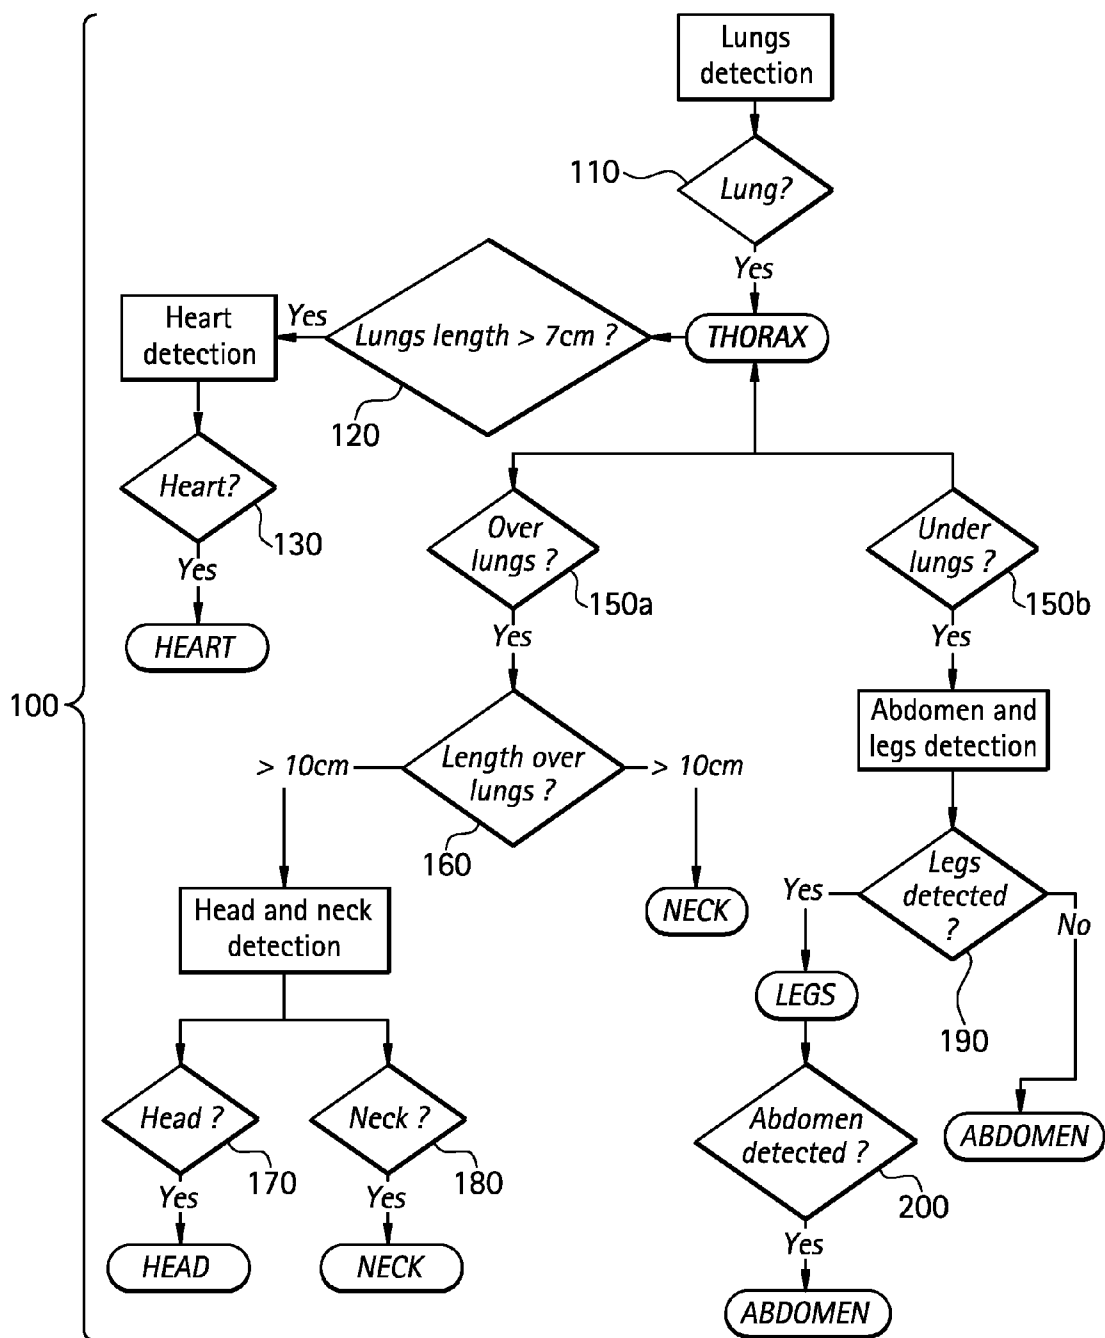 Lungs
detection
110
Lung?
Yes
THORAX
Lungs length > 7cm ?
120
Yes
Heart
detection
Heart?
130
Yes
HEART
100
Over
lungs ?
150a
Yes
Length over
lungs ?
160
> 10cm
> 10cm
NECK
Head and neck
detection
Head ?
170
Yes
HEAD
Neck ?
180
Yes
NECK
Under
lungs ?
150b
Yes
Abdomen and
legs detection
Legs
detected
?
190
Yes
No
LEGS
ABDOMEN
Abdomen
detected ?
200
Yes
ABDOMEN